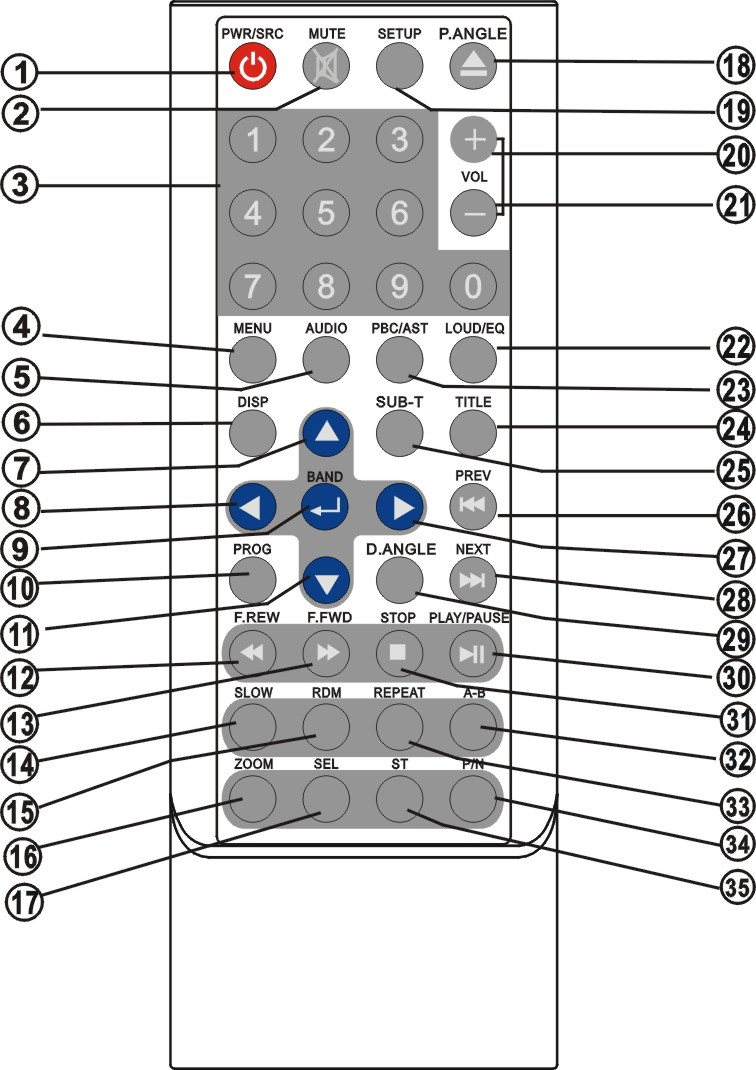 PWR/SRC MUTE SETUP P.ANGLE
1 18
2 19
1 2 3 +
20
3 VOL
4 5 6 −
21
7 8 9 0
4 MENU AUDIO PBC/AST LOUD/EQ
22
5 23
6 DISP SUB-T TITLE 24
7 25
8 BAND PREV 26
9 27
10 PROG D.ANGLE NEXT 28
11 29
F.REW F.FWD STOP PLAY/PAUSE
12 30
13 31
SLOW RDM REPEAT A-B
14 32
15 33
ZOOM SEL ST P/N
16 34
17 35